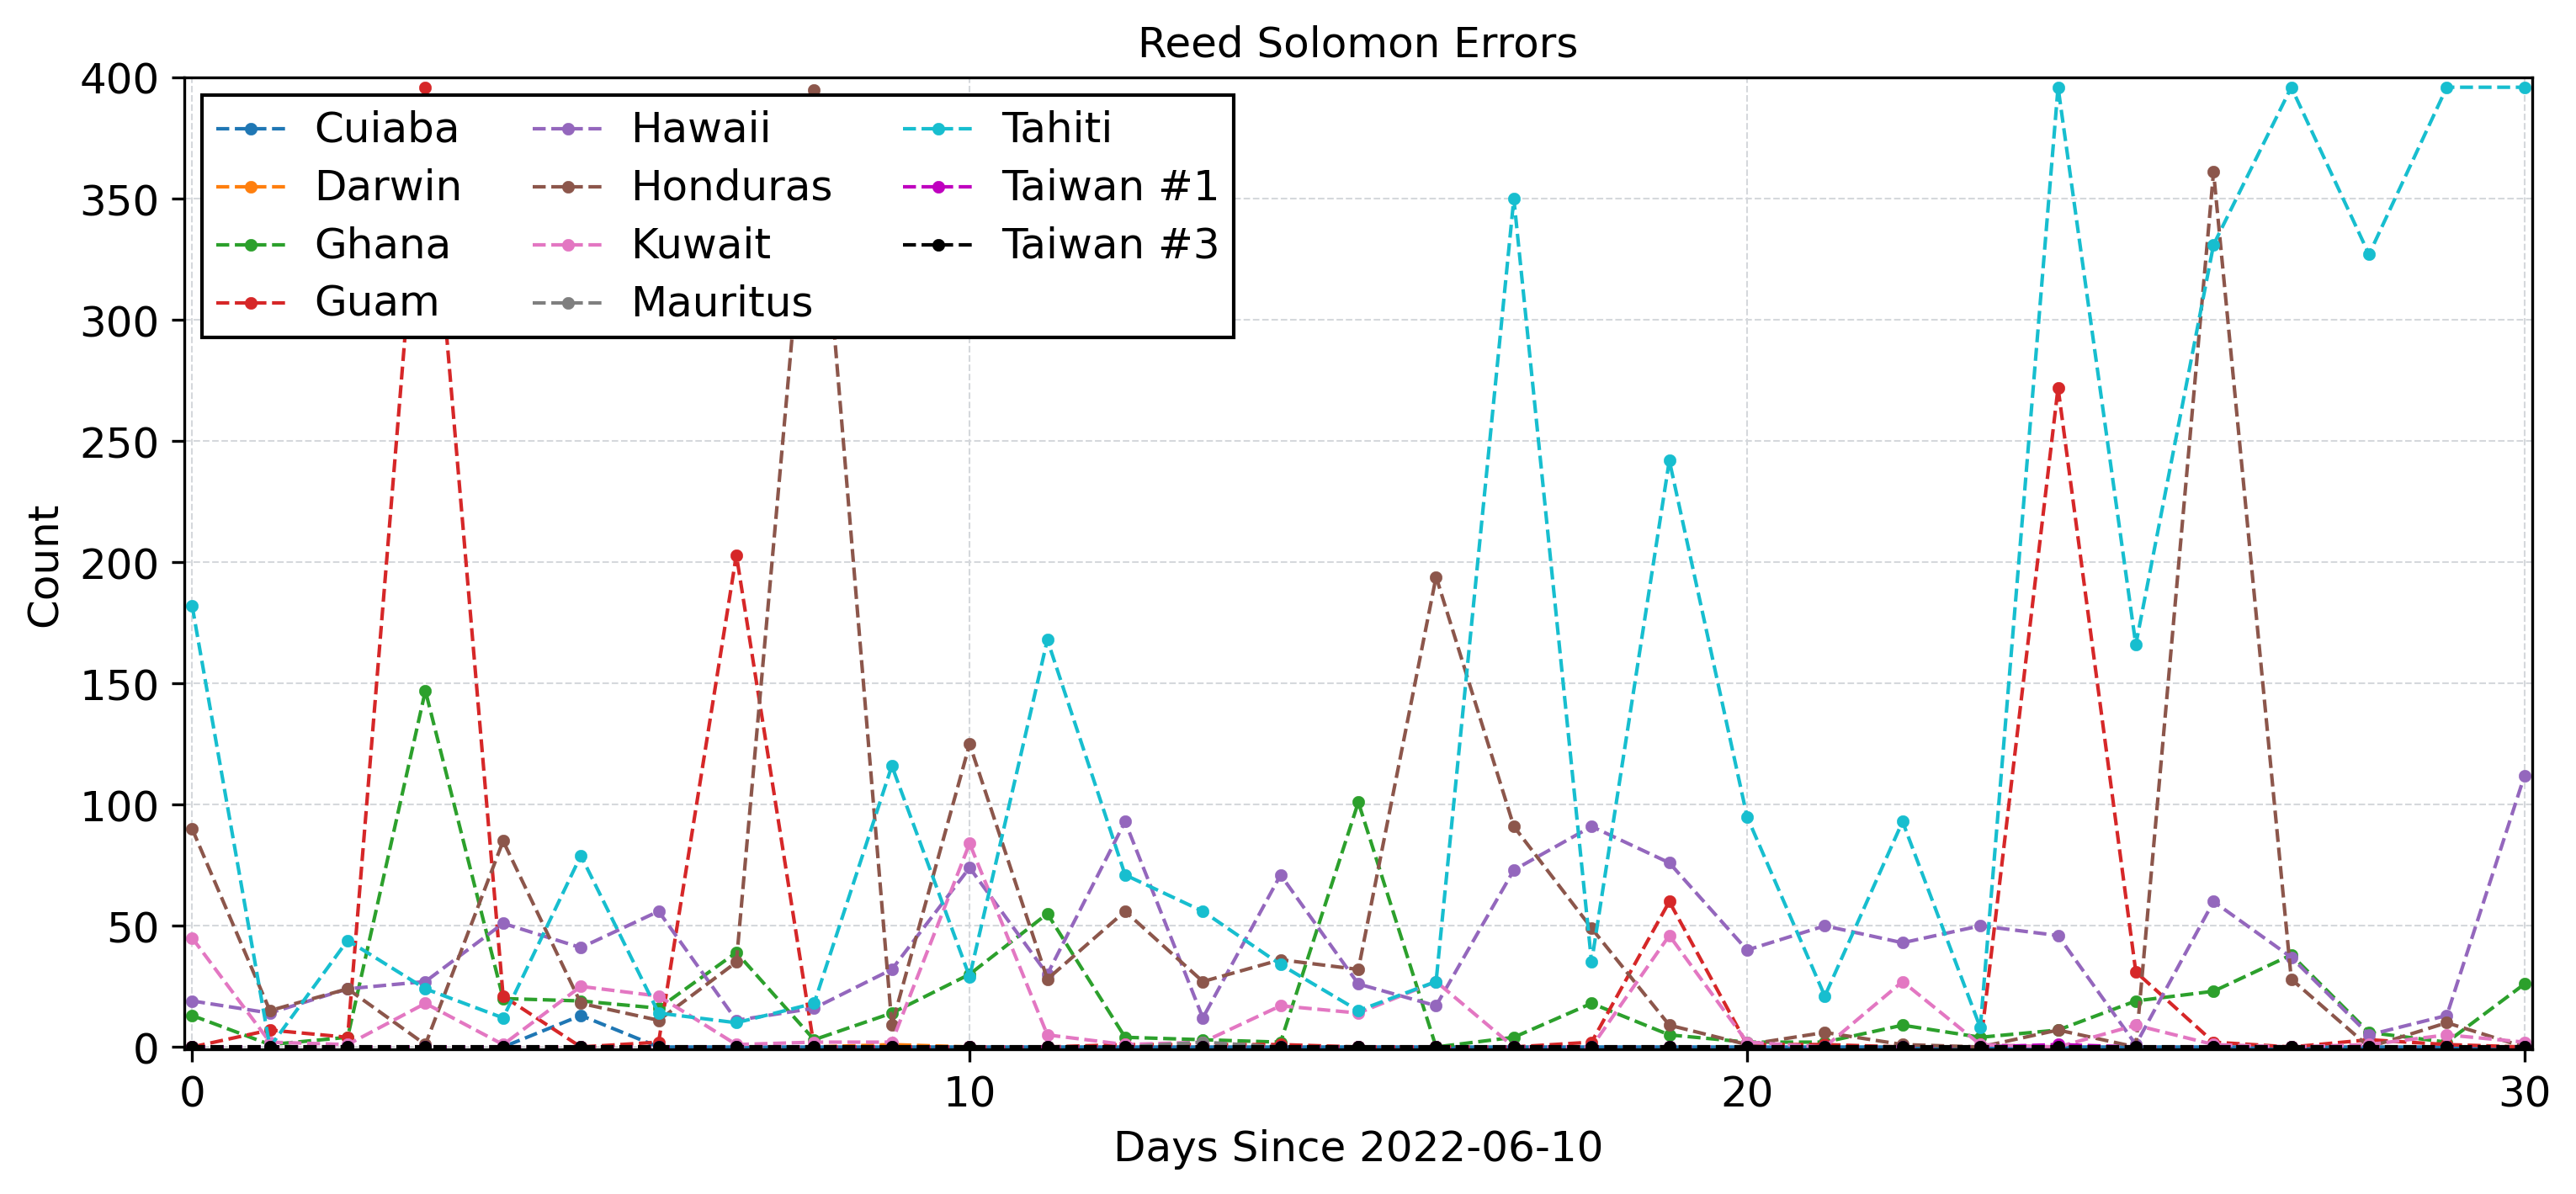 Reed Solomon Errors
400
350
300
250
200
150
100
50
0
Count
Cuiaba
Darwin
Ghana
Guam
Hawaii
Honduras
Kuwait
Mauritus
Tahiti
Taiwan #1
Taiwan #3
0 10 20 30
Days Since 2022-06-10